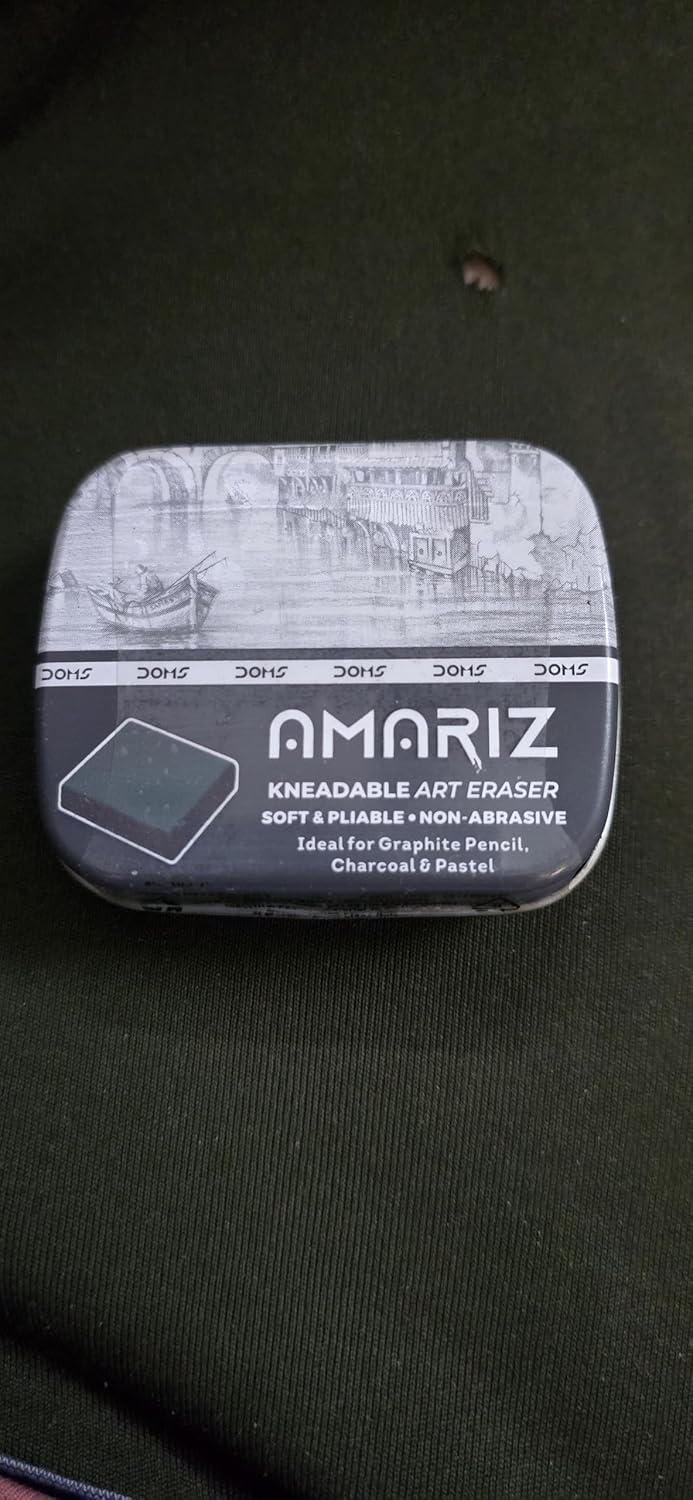 DOMS DOMS DOMS DOMS DOMS DOMS
AMARIZ
KNEADABLE ART ERASER
SOFT & PLIABLE • NON-ABRASIVE
Ideal for Graphite Pencil,
Charcoal & Pastel